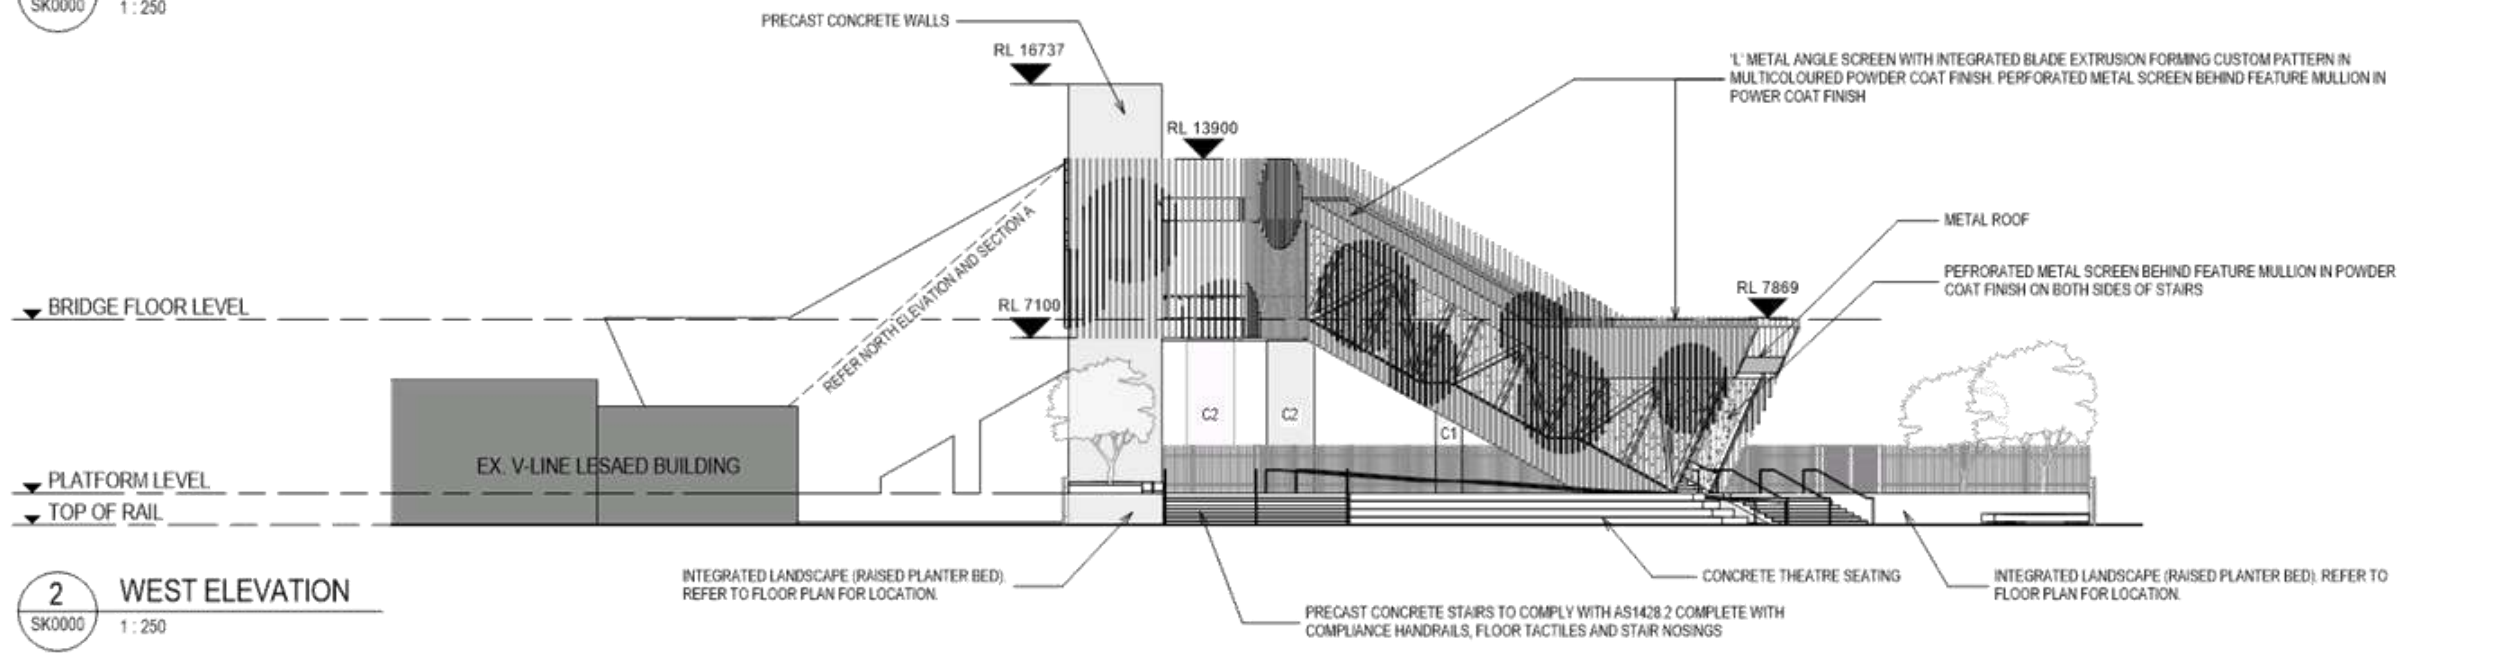 SK0000
1 : 250
PRECAST CONCRETE WALLS
RL 16737
'L' METAL ANGLE SCREEN WITH INTEGRATED BLADE EXTRUSION FORMING CUSTOM PATTERN IN
MULTICOLOURED POWDER COAT FINISH. PERFORATED METAL SCREEN BEHIND FEATURE MULLION IN
POWER COAT FINISH
RL 13900
METAL ROOF
REFER NORTH ELEVATION AND SECTION A
PEFRORATED METAL SCREEN BEHIND FEATURE MULLION IN POWDER
COAT FINISH ON BOTH SIDES OF STAIRS
RL 7869
BRIDGE FLOOR LEVEL
RL 7100
C2
C2
C1
EX. V-LINE LESAED BUILDING
PLATFORM LEVEL
TOP OF RAIL
2
SK0000
WEST ELEVATION
1 : 250
INTEGRATED LANDSCAPE (RAISED PLANTER BED).
REFER TO FLOOR PLAN FOR LOCATION.
CONCRETE THEATRE SEATING
INTEGRATED LANDSCAPE (RAISED PLANTER BED). REFER TO
FLOOR PLAN FOR LOCATION.
PRECAST CONCRETE STAIRS TO COMPLY WITH AS1428.2 COMPLETE WITH
COMPLIANCE HANDRAILS, FLOOR TACTILES AND STAIR NOSINGS